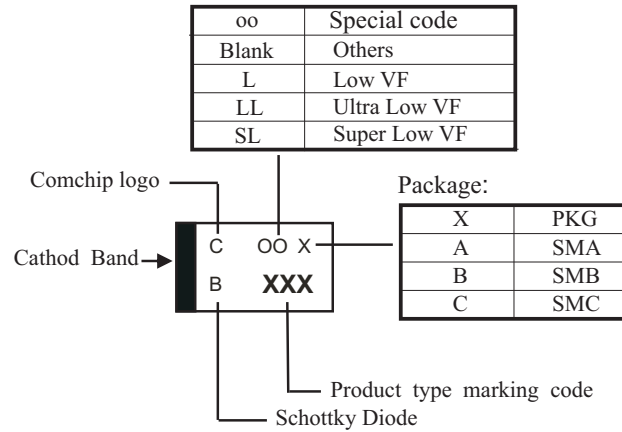 oo Special code
Blank Others
L Low VF
LL Ultra Low VF
SL Super Low VF
Comchip logo
Package:
X PKG
A SMA
B SMB
C SMC
Cathod Band
C OO X
B XXX
Product type marking code
Schottky Diode